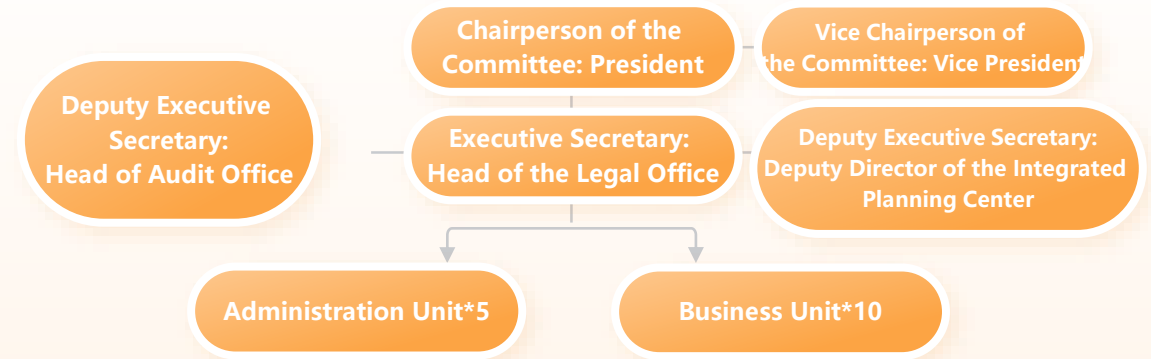 Chairperson of the
Committee: President
Vice Chairperson of
the Committee: Vice President
Deputy Executive
Secretary:
Head of Audit Office
Executive Secretary:
Head of the Legal Office
Deputy Executive Secretary:
Deputy Director of the Integrated
Planning Center
Administration Unit*5
Business Unit*10